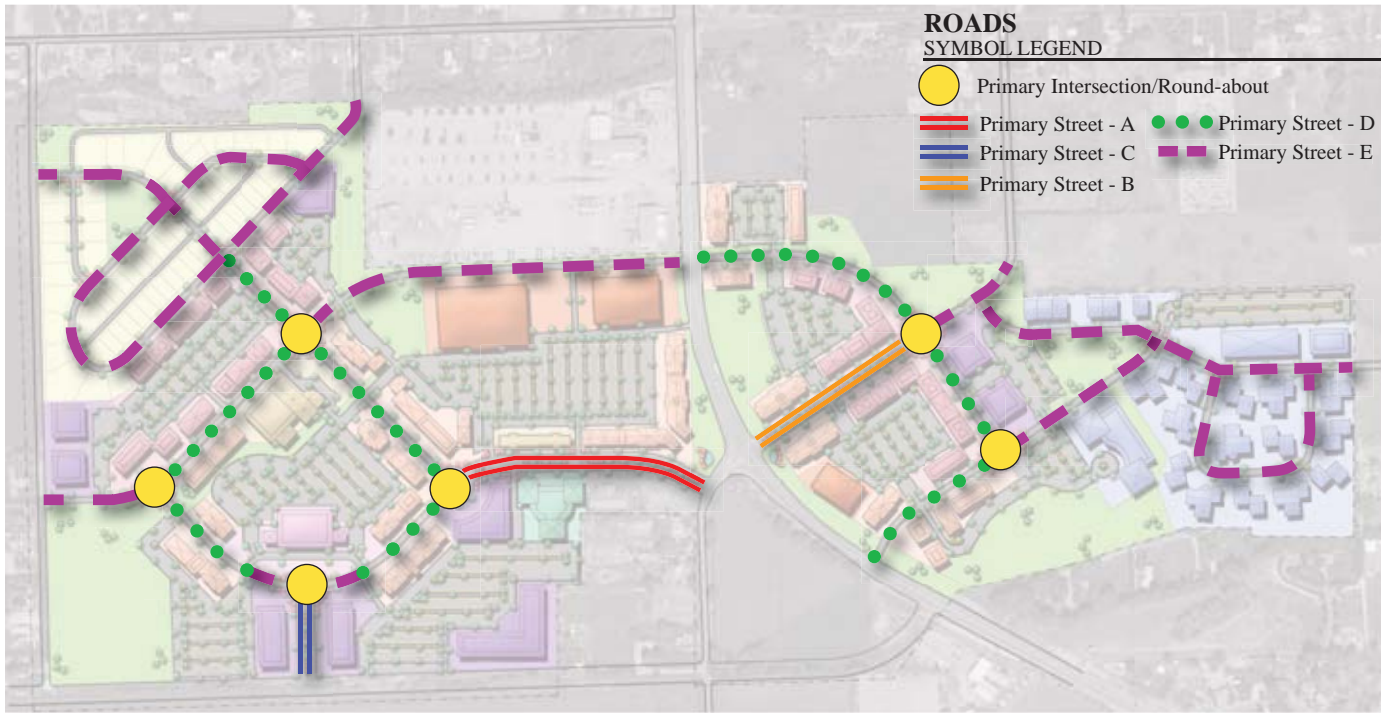 ROADS
SYMBOL LEGEND
Primary Intersection/Round-about
Primary Street - A
Primary Street - D
Primary Street - C
Primary Street - E
Primary Street - B